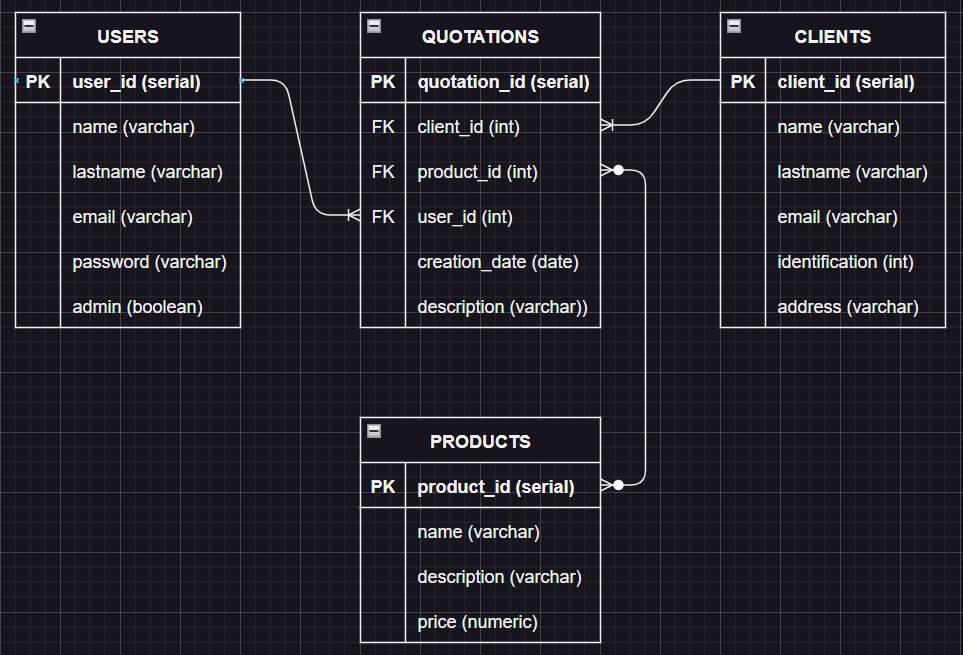 USERS
PK user_id (serial)
name (varchar)
lastname (varchar)
email (varchar)
password (varchar)
admin (boolean)
QUOTATIONS
PK quotation_id (serial)
FK client_id (int)
FK product_id (int)
FK user_id (int)
creation_date (date)
description (varchar))
CLIENTS
PK client_id (serial)
name (varchar)
lastname (varchar)
email (varchar)
identification (int)
address (varchar)
PRODUCTS
PK product_id (serial)
name (varchar)
description (varchar)
price (numeric)